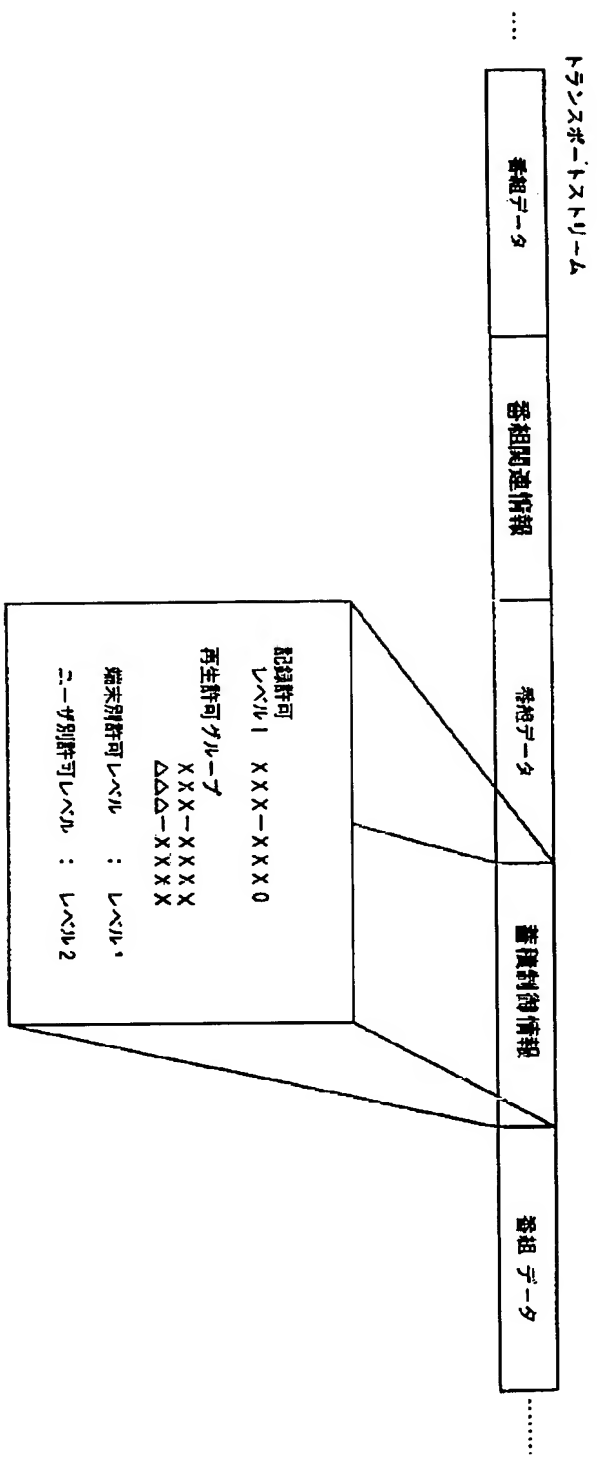 トランスポートストリーム
番組データ
番組関連情報
番組データ
蓄積制御情報
番組 データ
記録許可
レベル1 XXX－XXX0
再生許可グループ
XXX－XXXX
△△△－XXXX
端末別許可レベル ： レベル1
ユーザ別許可レベル ： レベル2